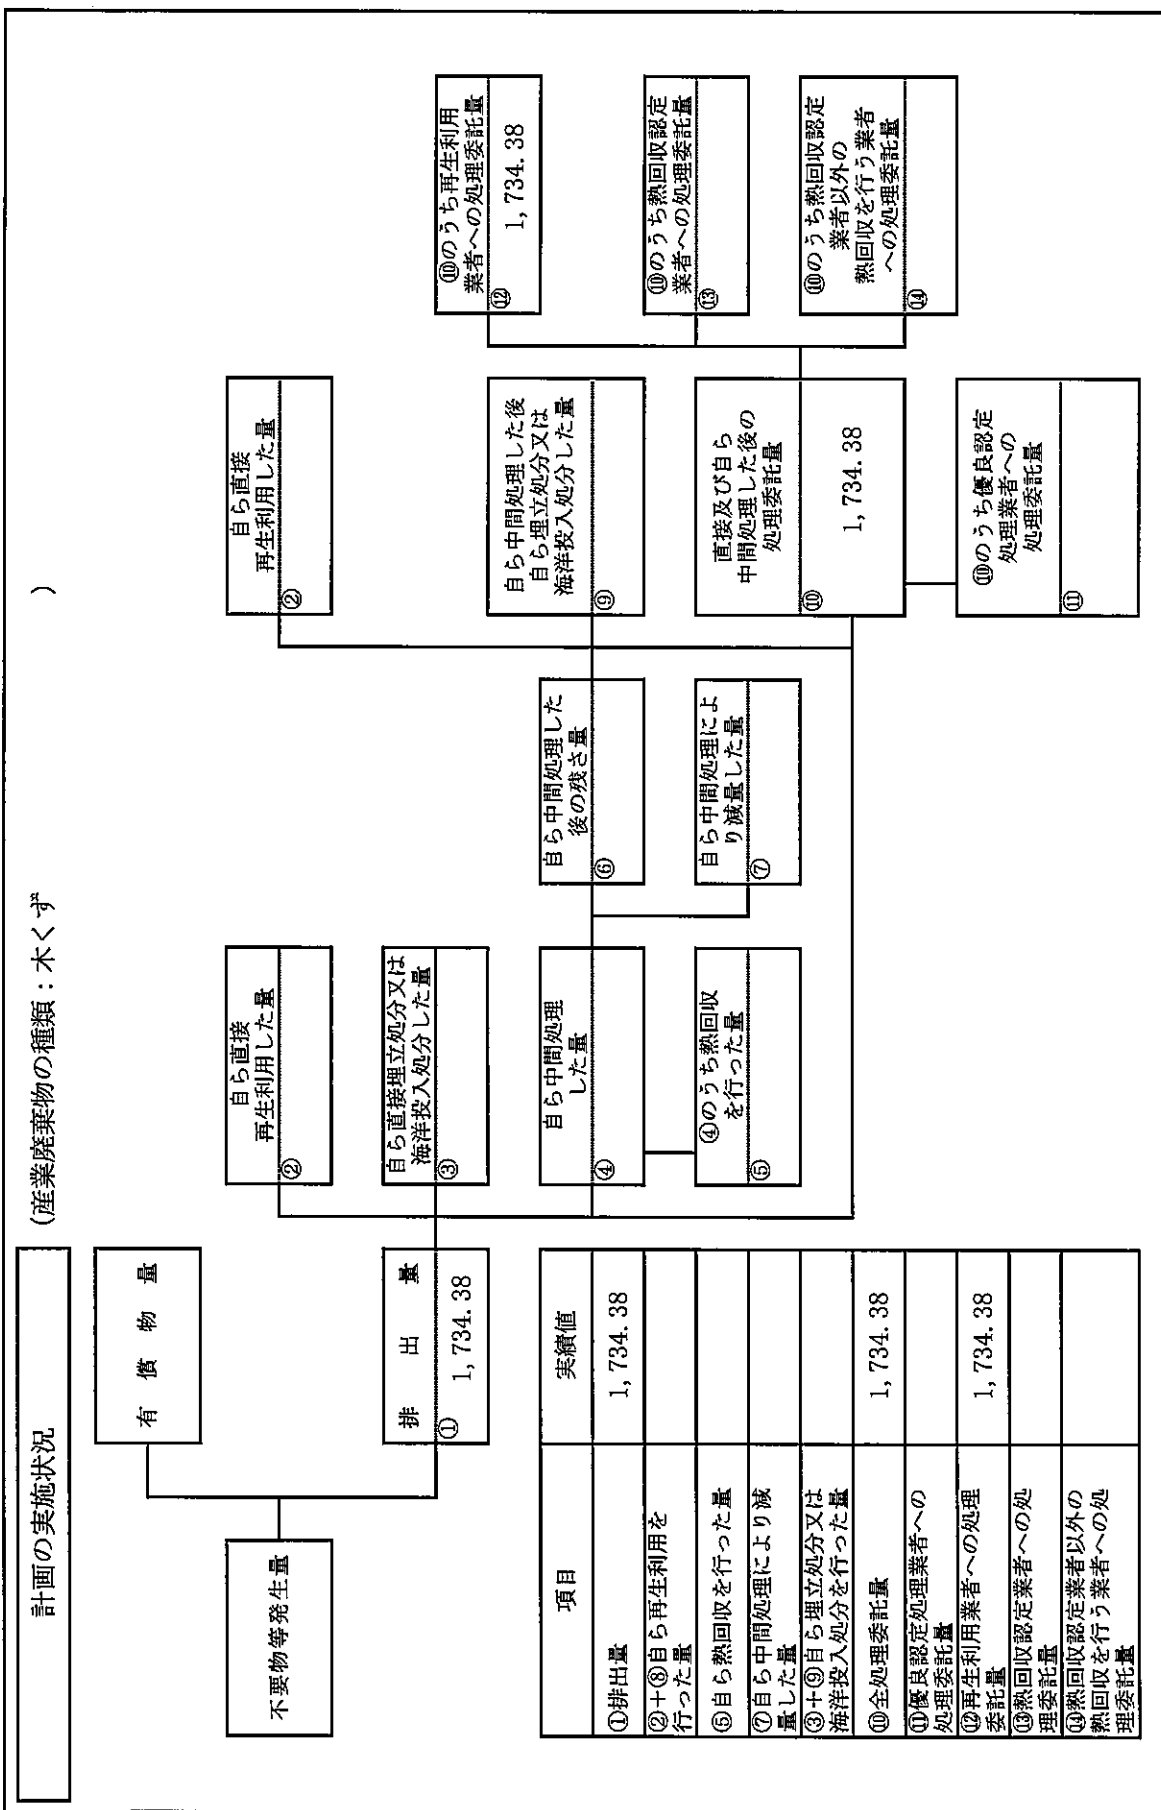 計画の実施状況
(産業廃棄物の種類：木くず　　　　　　)
不要物等発生量
有償物量
排出量
① 1,734.38
自ら直接
再生利用した量
②
自ら直接埋立処分又は
海洋投入処分した量
③
自ら中間処理
した量
④
④のうち熱回収
を行った量
⑤
自ら中間処理した
後の残さ量
⑥
自ら中間処理によ
り減量した量
⑦
自ら直接
再生利用した量
②
自ら中間処理した後
自ら埋立処分又は
海洋投入処分した量
⑨
直接及び自ら
中間処理した後の
処理委託量
⑩ 1,734.38
⑩のうち優良認定
処理業者への
処理委託量
⑪
⑩のうち再生利用
業者への処理委託量
⑫ 1,734.38
⑩のうち熱回収認定
業者への処理委託量
⑬
⑩のうち熱回収認定
業者以外の
熱回収を行う業者
への処理委託量
⑭
項目 実績値
①排出量 1,734.38
②＋⑧自ら再生利用を
行った量
⑤自ら熱回収を行った量
⑦自ら中間処理により減
量した量
③＋⑨自ら埋立処分又は
海洋投入処分を行った量
⑩全処理委託量 1,734.38
⑪優良認定処理業者への
処理委託量
⑫再生利用業者への処理
委託量 1,734.38
⑬熱回収認定業者への処
理委託量
⑭熱回収認定業者以外の
熱回収を行う業者への処
理委託量